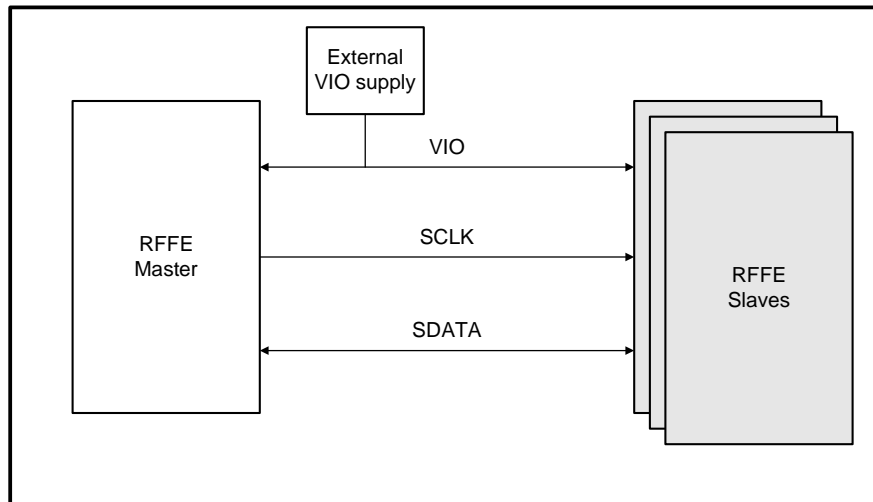 External
VIO supply
VIO
RFFE
Master
SCLK
RFFE
Slaves
SDATA